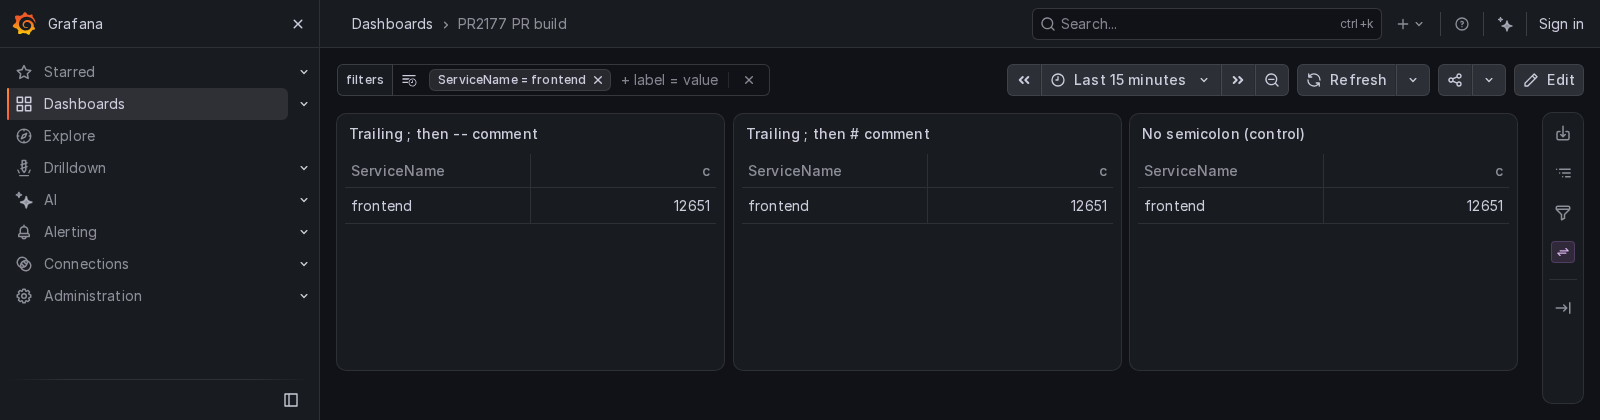 Grafana
Starred
Dashboards
Explore
Drilldown
AI
Alerting
Connections
Administration
Dashboards › PR2177 PR build
Search... ctrl+k
Sign in
filters ServiceName = frontend + label = value
Last 15 minutes
Refresh
Edit
Trailing ; then -- comment
ServiceName c
frontend 12651
Trailing ; then # comment
ServiceName c
frontend 12651
No semicolon (control)
ServiceName c
frontend 12651